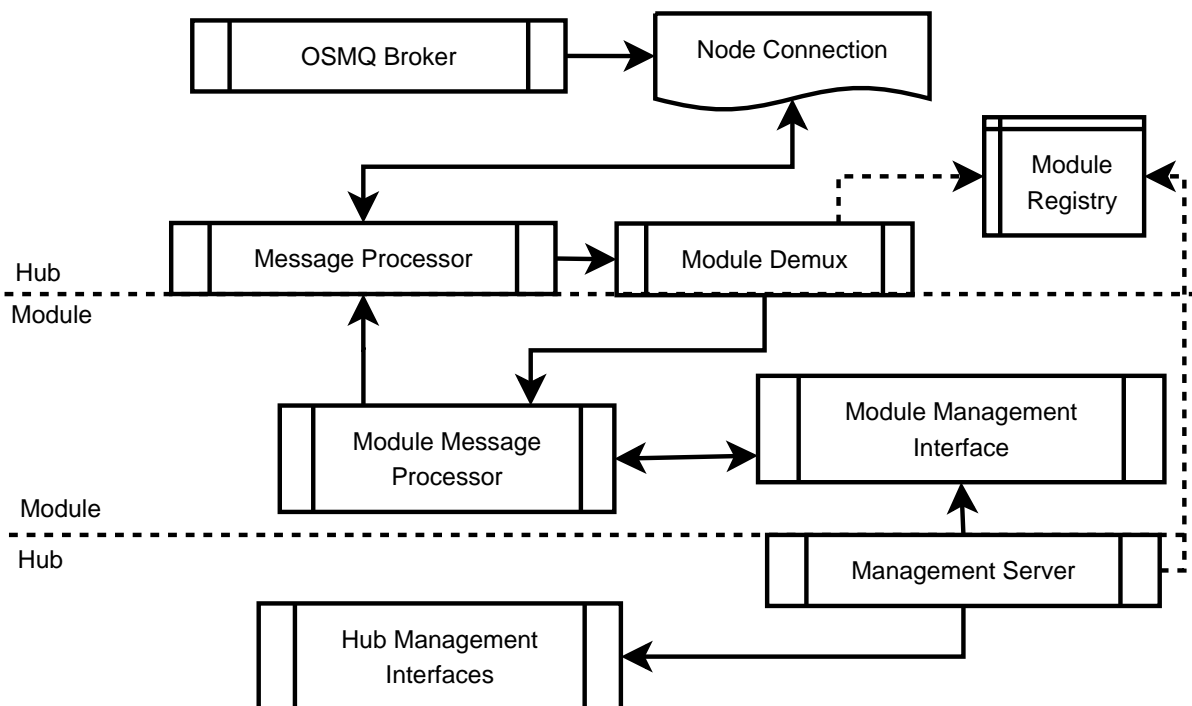 OSMQ Broker
Node Connection
Module
Registry
Message Processor
Module Demux
Hub
Module
Module Management
Interface
Module Message
Processor
Module
Hub
Management Server
Hub Management
Interfaces